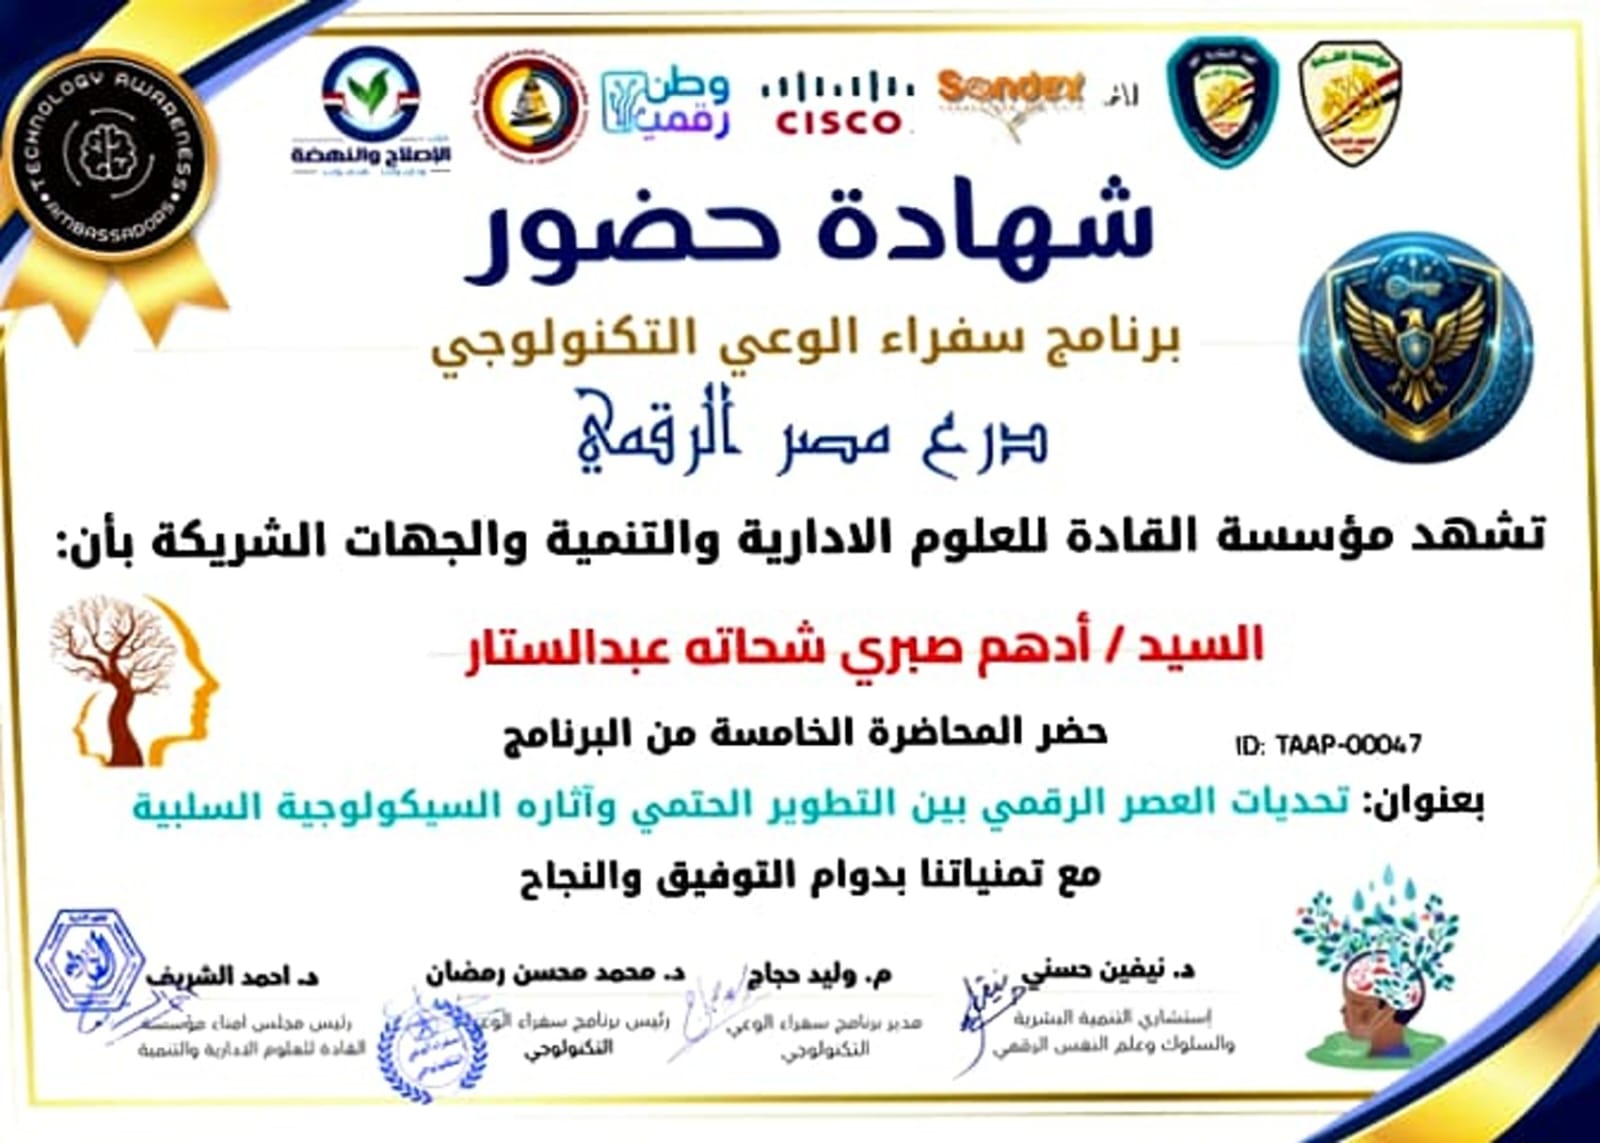 TECHNOLOGY AWARENESS AMBASSADORS
الإصلاح والنهضة
وطن رقمي
CISCO
AI
شهادة حضور
برنامج سفراء الوعي التكنولوجي
درع مصر الرقمي
تشهد مؤسسة القادة للعلوم الادارية والتنمية والجهات الشريكة بأن:
السيد / أدهم صبري شحاته عبدالستار
حضر المحاضرة الخامسة من البرنامج
ID: TAAP-00047
بعنوان: تحديات العصر الرقمي بين التطوير الحتمي وآثاره السيكولوجية السلبية
مع تمنياتنا بدوام التوفيق والنجاح
د. نيفين حسني
إستشاري التنمية البشرية
والسلوك وعلم النفس الرقمي
م. وليد حجاج
مدير برنامج سفراء الوعي
التكنولوجي
د. محمد محسن رمضان
رئيس برنامج سفراء الوعي
التكنولوجي
د. احمد الشريف
رئيس مجلس امناء مؤسسة
القادة للعلوم الادارية والتنمية